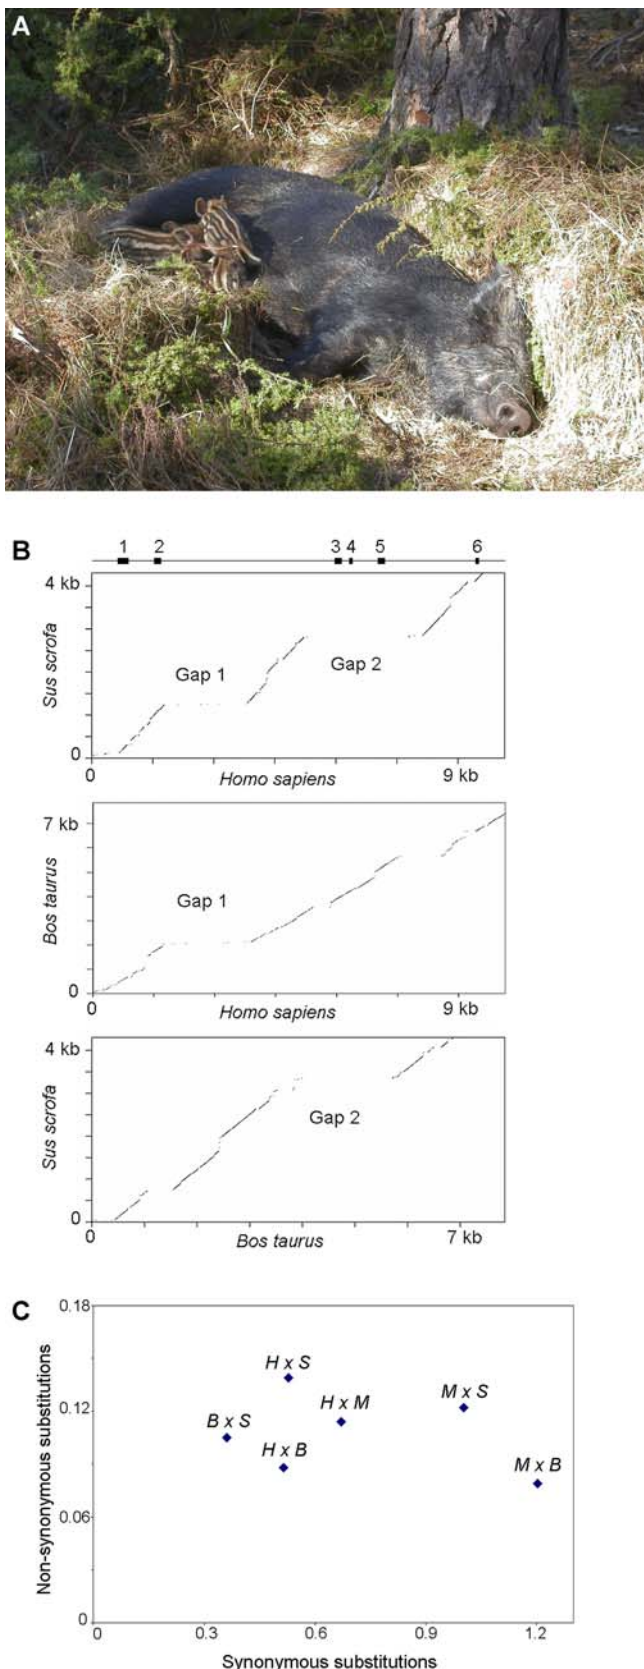 A
B
1 2 3 4 5 6
4 kb
Sus scrofa
Gap 1
Gap 2
0
0
Homo sapiens
9 kb
7 kb
Bos taurus
Gap 1
0
0
Homo sapiens
9 kb
4 kb
Sus scrofa
Gap 2
0
0
Bos taurus
7 kb
C
0.18
Non-synonymous substitutions
H x S
M x S
H x M
0.12
B x S
H x B
M x B
0.06
0
0 0.3 0.6 0.9 1.2
Synonymous substitutions